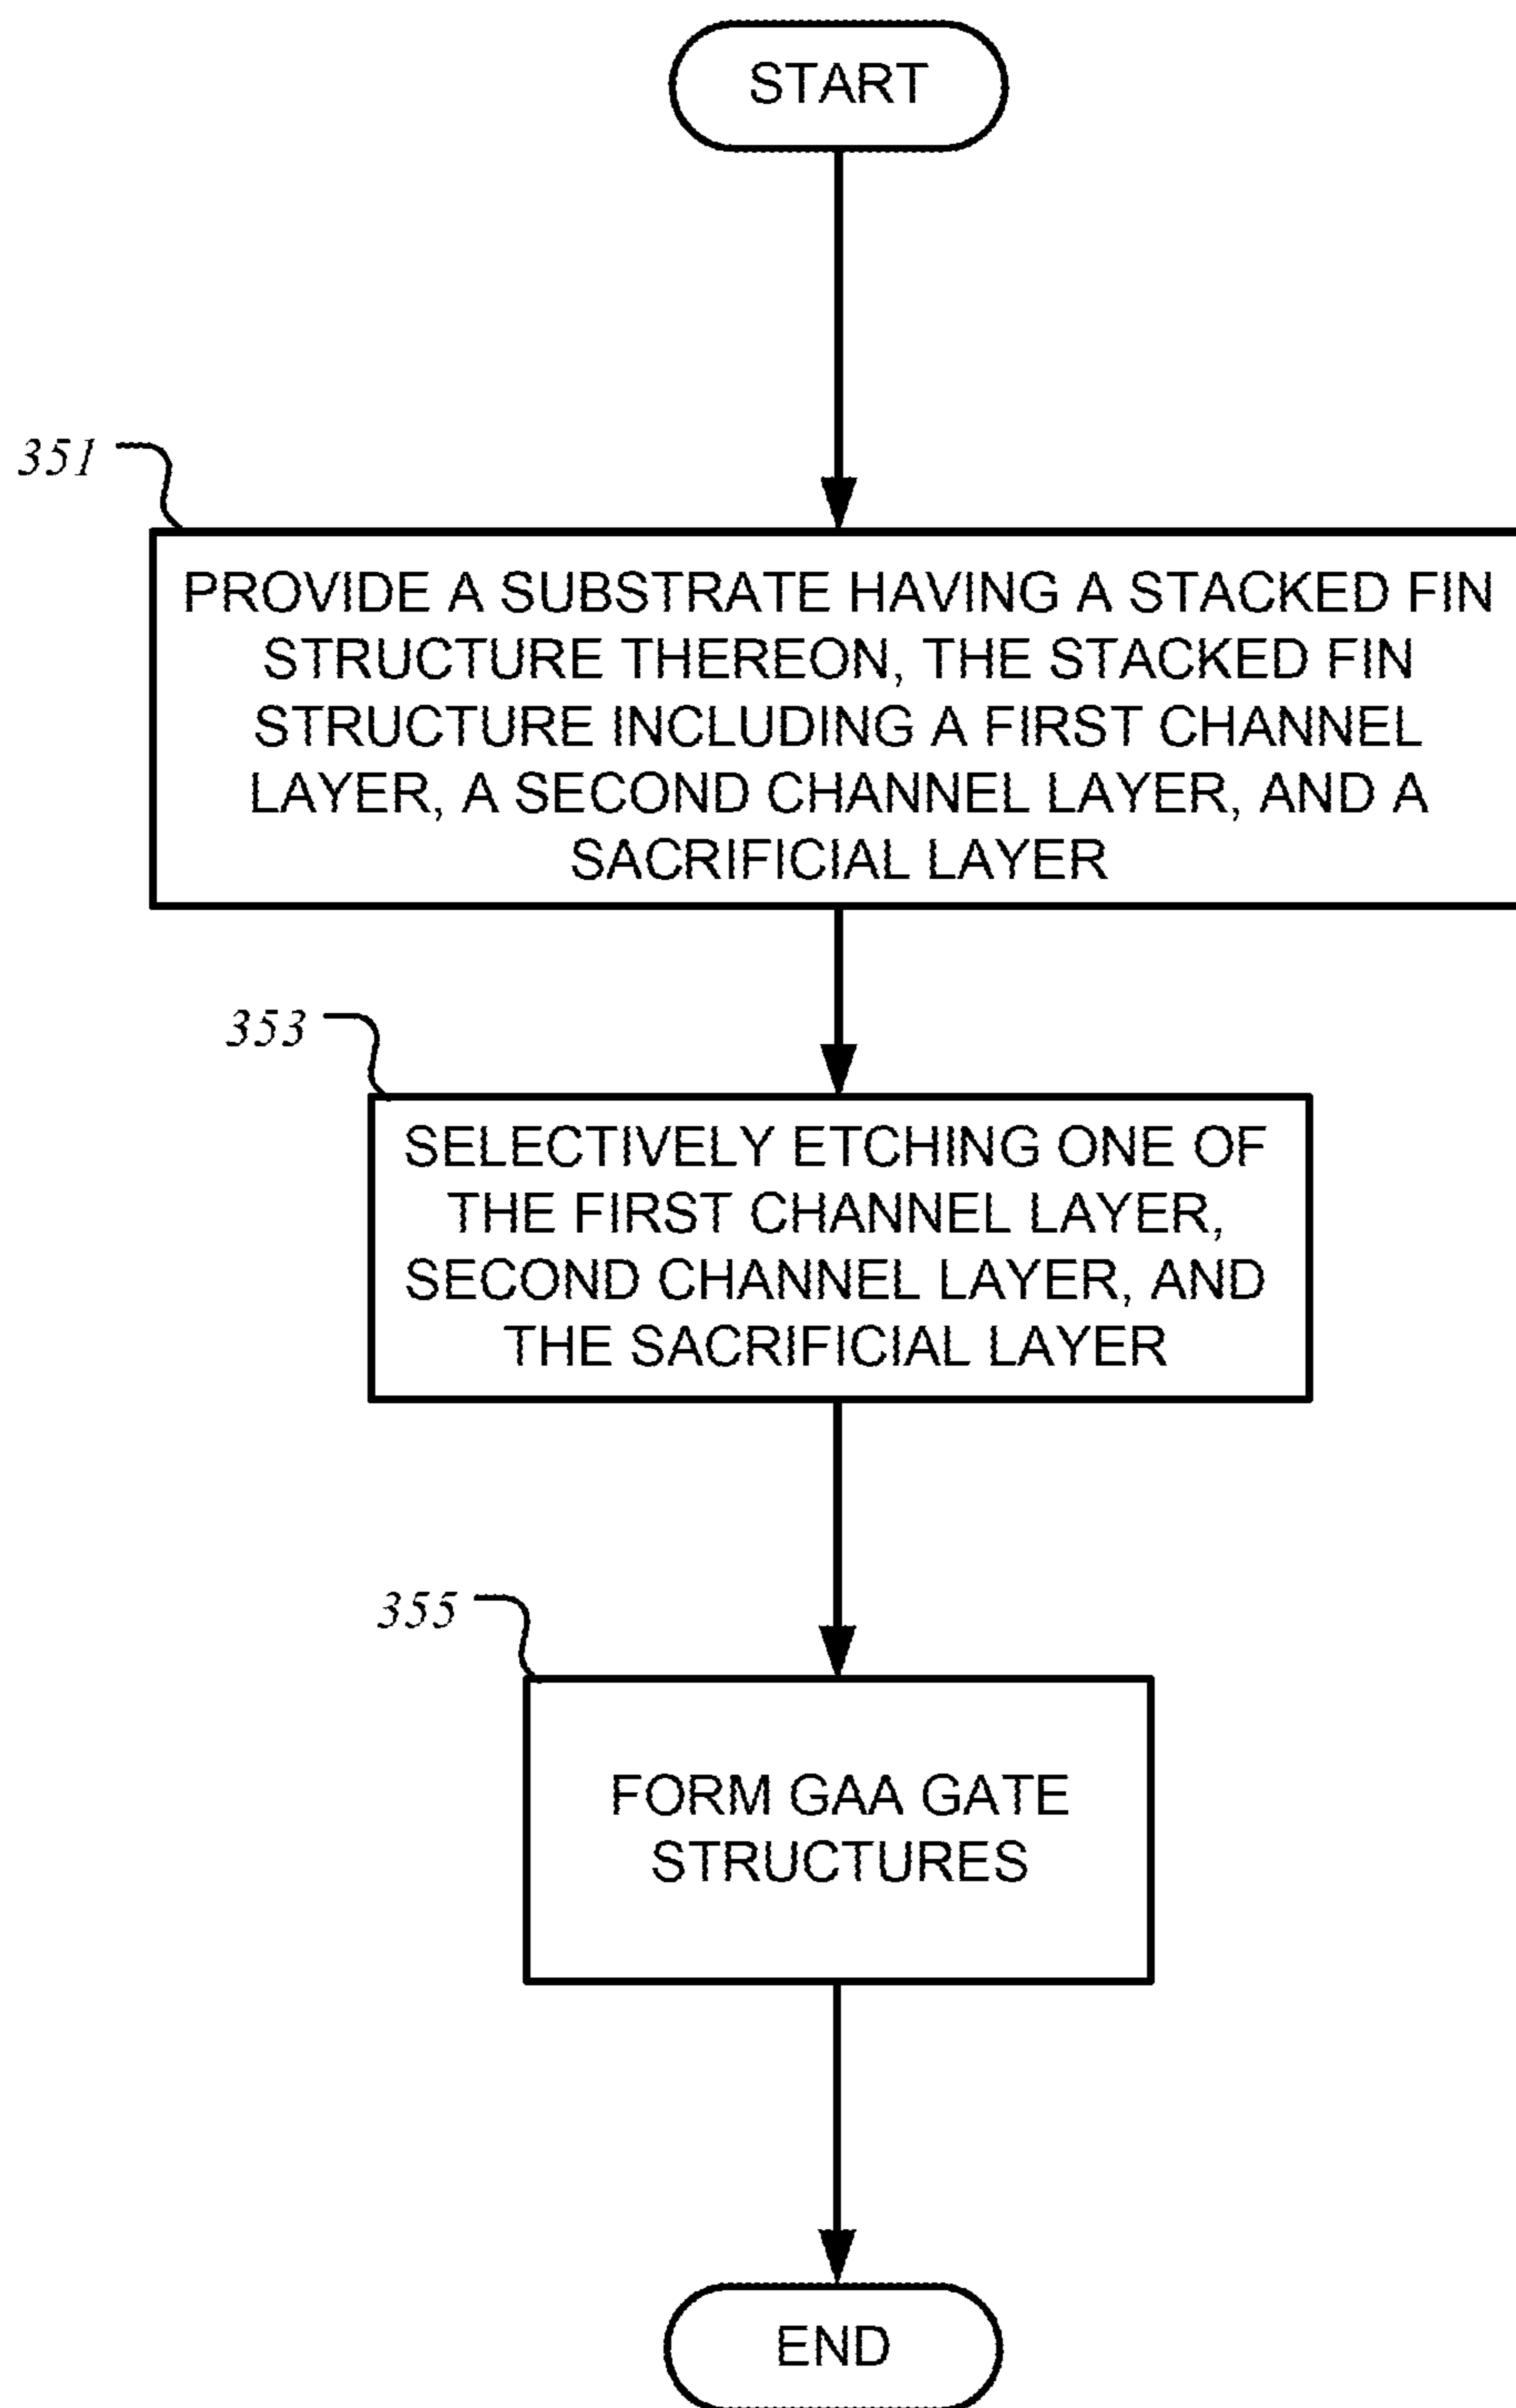 START
351
PROVIDE A SUBSTRATE HAVING A STACKED FIN
STRUCTURE THEREON, THE STACKED FIN
STRUCTURE INCLUDING A FIRST CHANNEL
LAYER, A SECOND CHANNEL LAYER, AND A
SACRIFICIAL LAYER
353
SELECTIVELY ETCHING ONE OF
THE FIRST CHANNEL LAYER,
SECOND CHANNEL LAYER, AND
THE SACRIFICIAL LAYER
355
FORM GAA GATE
STRUCTURES
END